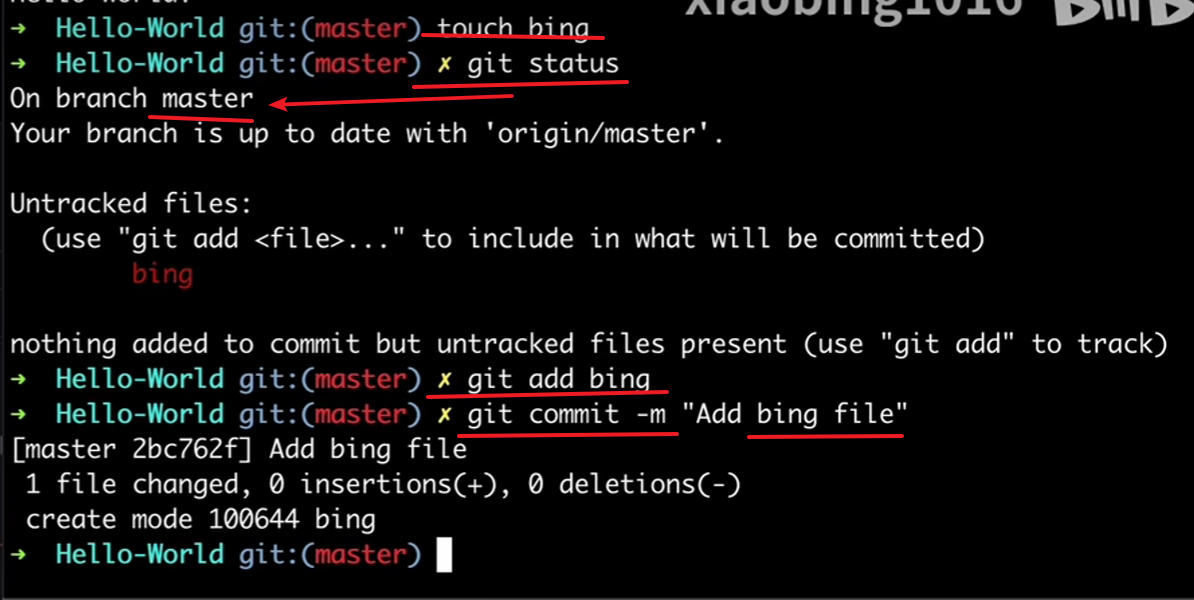 xiaobing1016
➜  Hello-World git:(master) touch bing
➜  Hello-World git:(master) ✗ git status
On branch master
Your branch is up to date with 'origin/master'.
Untracked files:
  (use "git add <file>..." to include in what will be committed)
        bing
nothing added to commit but untracked files present (use "git add" to track)
➜  Hello-World git:(master) ✗ git add bing
➜  Hello-World git:(master) ✗ git commit -m "Add bing file"
[master 2bc762f] Add bing file
 1 file changed, 0 insertions(+), 0 deletions(-)
 create mode 100644 bing
➜  Hello-World git:(master)